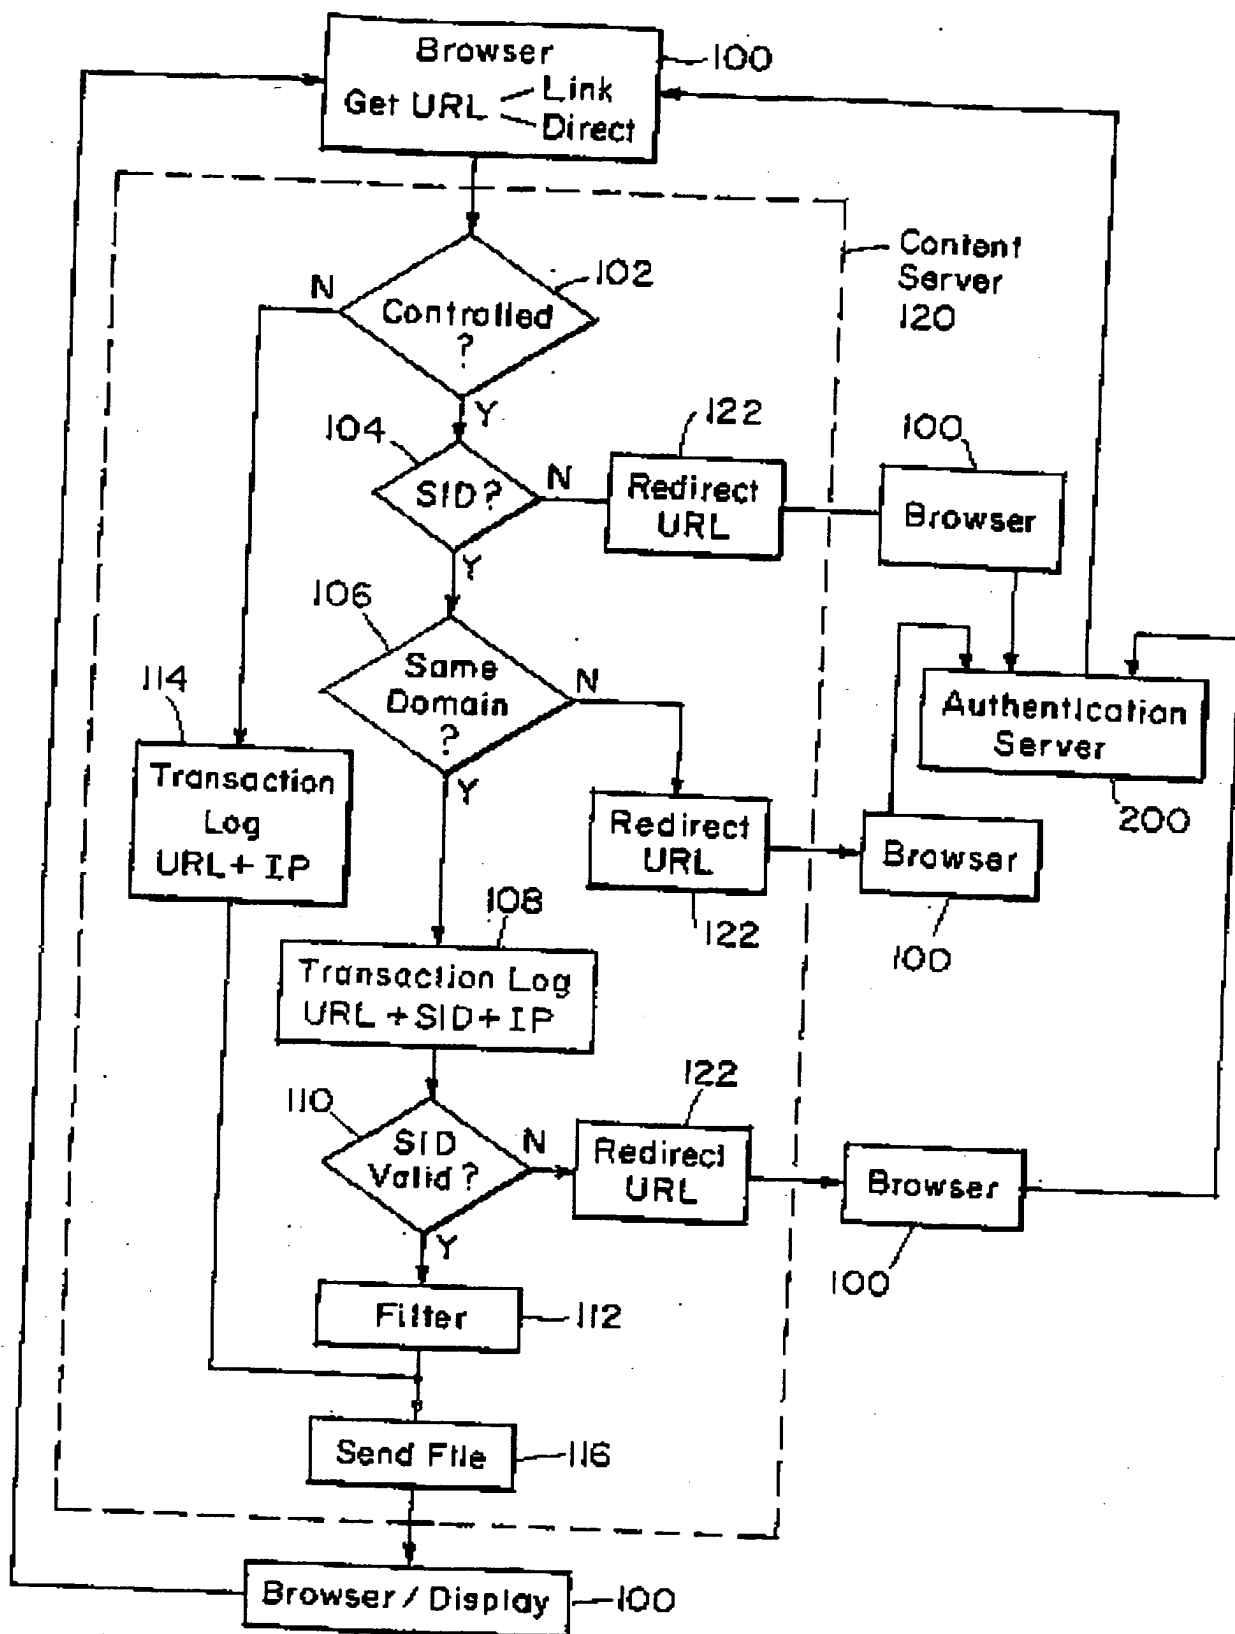 Browser
100
Get URL
Link
Direct
Content
Server
120
N
102
Controlled
?
Y
104
SID?
N
122
Redirect
URL
100
Browser
Y
106
Same
Domain
?
N
Y
114
Transaction
Log
URL + IP
Authentication
Server
200
Redirect
URL
122
Browser
100
108
Transaction Log
URL + SID + IP
110
SID
Valid?
N
122
Redirect
URL
Browser
100
Y
Filter
112
Send File
116
Browser / Display
100